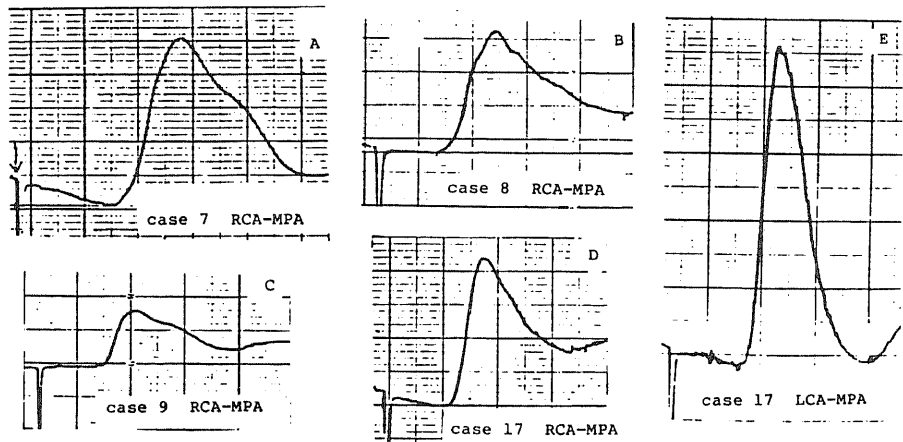 A
case 7 RCA-MPA
B
case 8 RCA-MPA
E
case 17 LCA-MPA
C
case 9 RCA-MPA
D
case 17 RCA-MPA